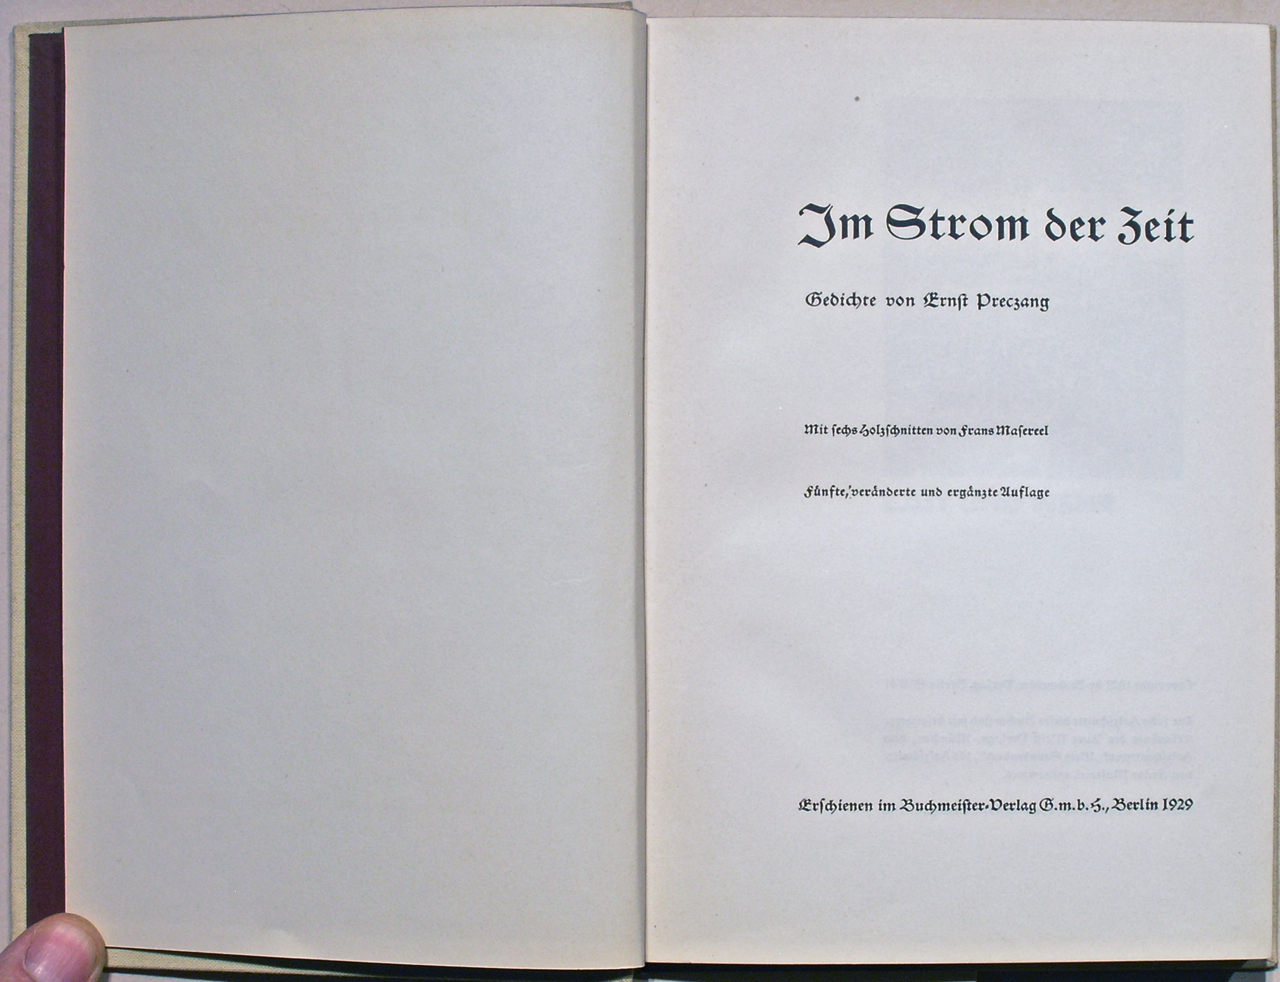 Im Strom der Zeit
Gedichte von Ernst Preczang
Mit sechs Holzschnitten von Frans Masereel
Fünfte, veränderte und ergänzte Auflage
Erschienen im Buchmeister-Verlag G.m.b.H., Berlin 1929